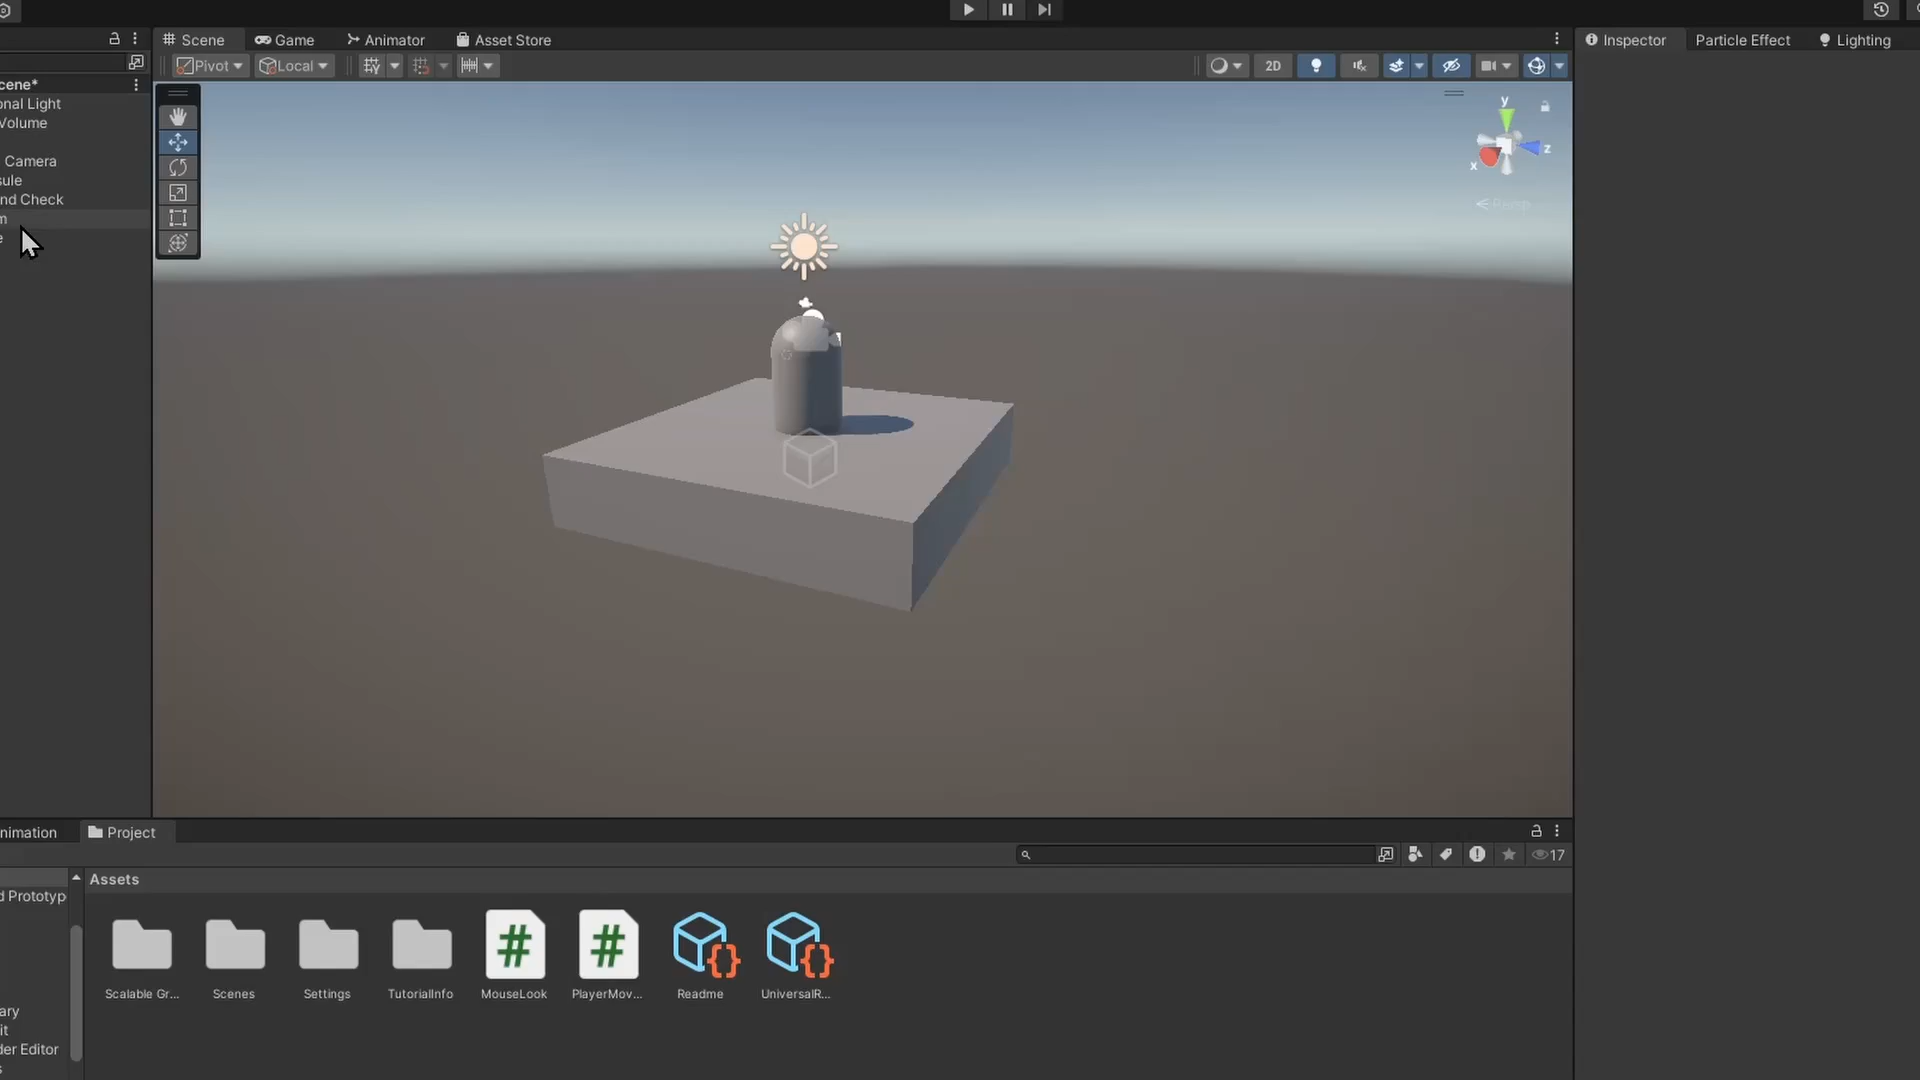 Scene
Game
Animator
Asset Store
Inspector
Particle Effect
Lighting
Pivot
Local
2D
cene*
onal Light
Volume
Camera
sule
nd Check
m
e
y
x
z
Persp
nimation
Project
17
Assets
d Prototyp
ary
it
der Editor
s
Scalable Gr...
Scenes
Settings
TutorialInfo
MouseLook
PlayerMov...
Readme
UniversalR...